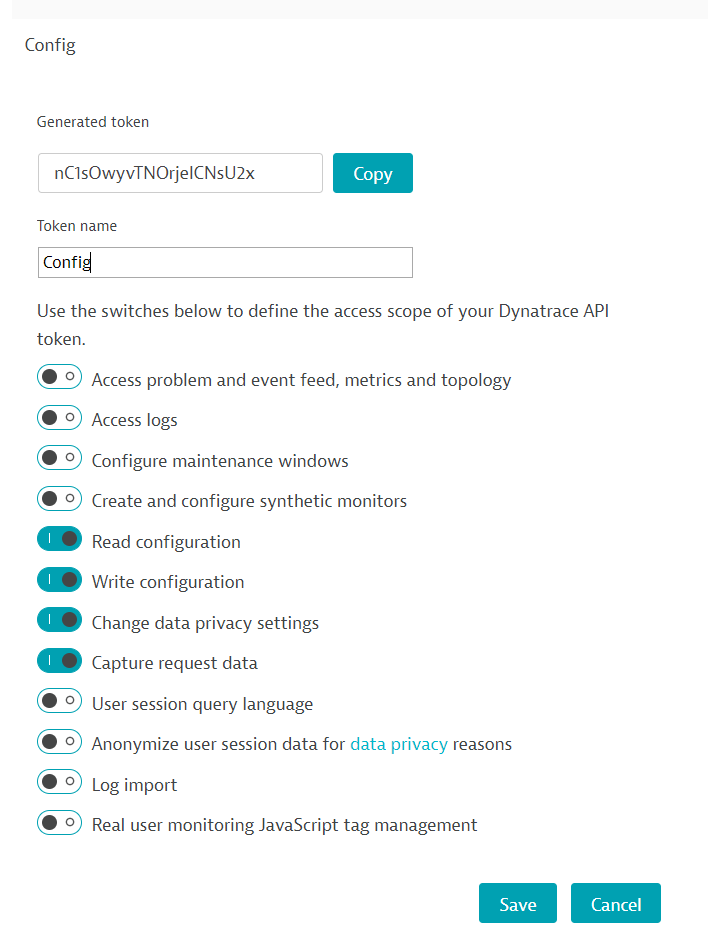 Config
Generated token
nC1sOwyvTNOrjeICNsU2x
Copy
Token name
Config
Use the switches below to define the access scope of your Dynatrace API
token.
Access problem and event feed, metrics and topology
Access logs
Configure maintenance windows
Create and configure synthetic monitors
Read configuration
Write configuration
Change data privacy settings
Capture request data
User session query language
Anonymize user session data for data privacy reasons
Log import
Real user monitoring JavaScript tag management
Save Cancel